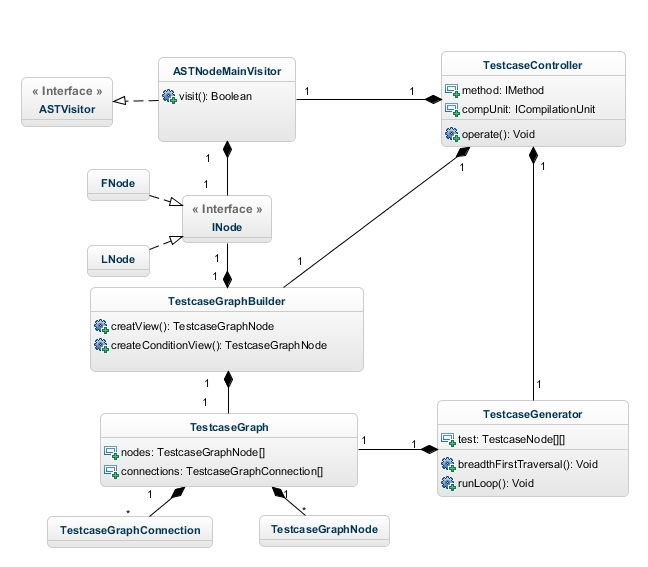 ASTNodeMainVisitor
visit(): Boolean
« Interface »
ASTVisitor
TestcaseController
method: IMethod
compUnit: ICompilationUnit
operate(): Void
1
1
1
1
1
1
FNode
« Interface »
INode
LNode
1
1
1
TestcaseGraphBuilder
creatView(): TestcaseGraphNode
createConditionView(): TestcaseGraphNode
1
1
1
TestcaseGraph
nodes: TestcaseGraphNode[]
connections: TestcaseGraphConnection[]
1
1
TestcaseGenerator
test: TestcaseNode[][]
breadthFirstTraversal(): Void
runLoop(): Void
1
1
*
*
TestcaseGraphConnection
TestcaseGraphNode